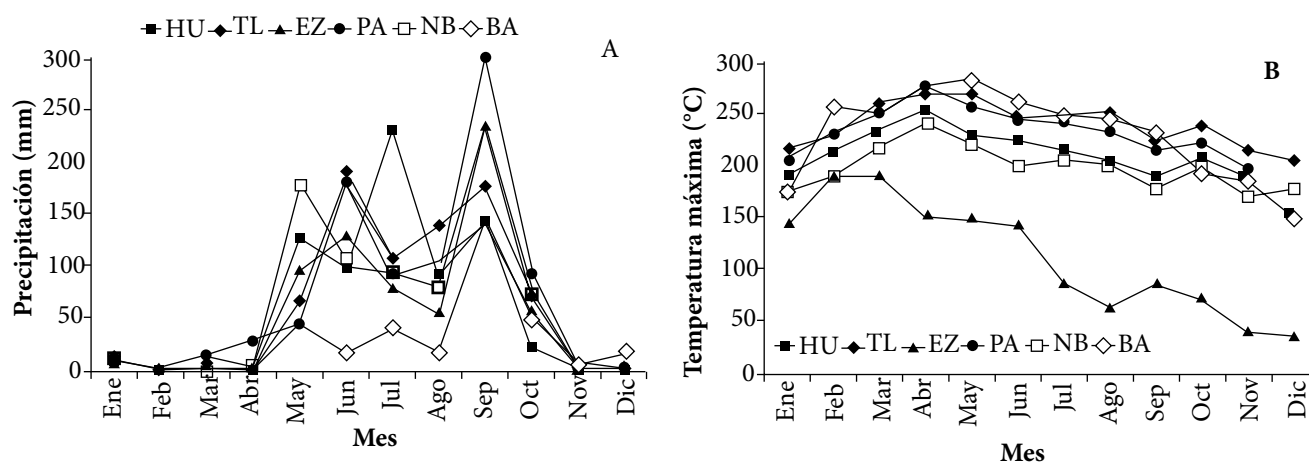 HU TL EZ PA NB BA
A
Precipitación (mm)
300
250
200
150
100
50
0
Ene Feb Mar Abr May Jun Jul Ago Sep Oct Nov Dic
Mes
B
Temperatura máxima (°C)
300
250
200
150
100
50
0
HU TL EZ PA NB BA
Ene Feb Mar Abr May Jun Jul Ago Sep Oct Nov Dic
Mes